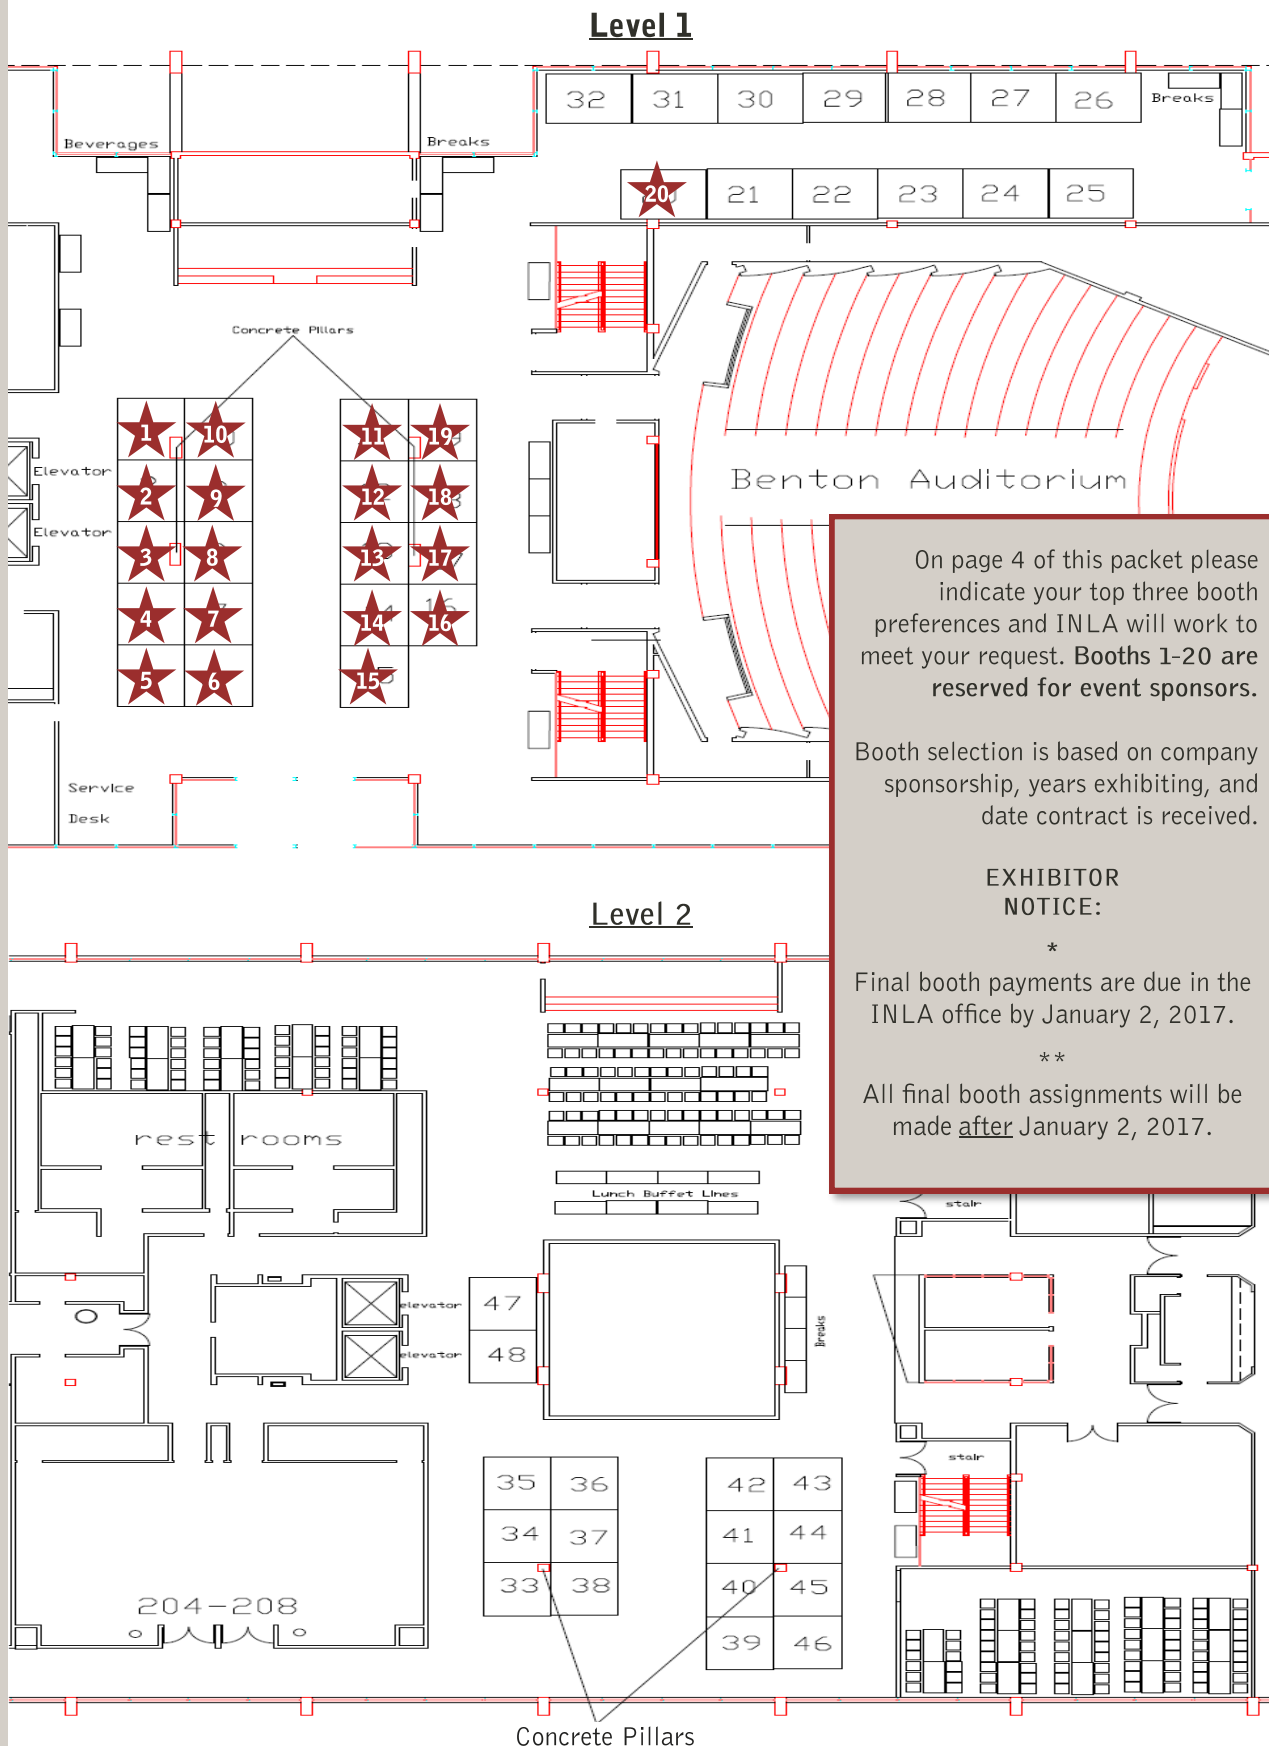 Level 1
32 31 30 29 28 27 26
Breaks
Beverages
Breaks
20 21 22 23 24 25
Concrete Pillars
1 10 11 19
Elevator
2 9 12 18
Elevator
3 8 13 17
4 7 14 16
5 6 15
Benton Auditorium
Service
Desk
On page 4 of this packet please
indicate your top three booth
preferences and INLA will work to
meet your request. Booths 1-20 are
reserved for event sponsors.
Booth selection is based on company
sponsorship, years exhibiting, and
date contract is received.
EXHIBITOR
NOTICE:
*
Final booth payments are due in the
INLA office by January 2, 2017.
**
All final booth assignments will be
made after January 2, 2017.
Level 2
rest rooms
Lunch Buffet Lines
stair
elevator
47
elevator
48
Breaks
stair
35 36 42 43
34 37 41 44
33 38 40 45
39 46
204-208
Concrete Pillars